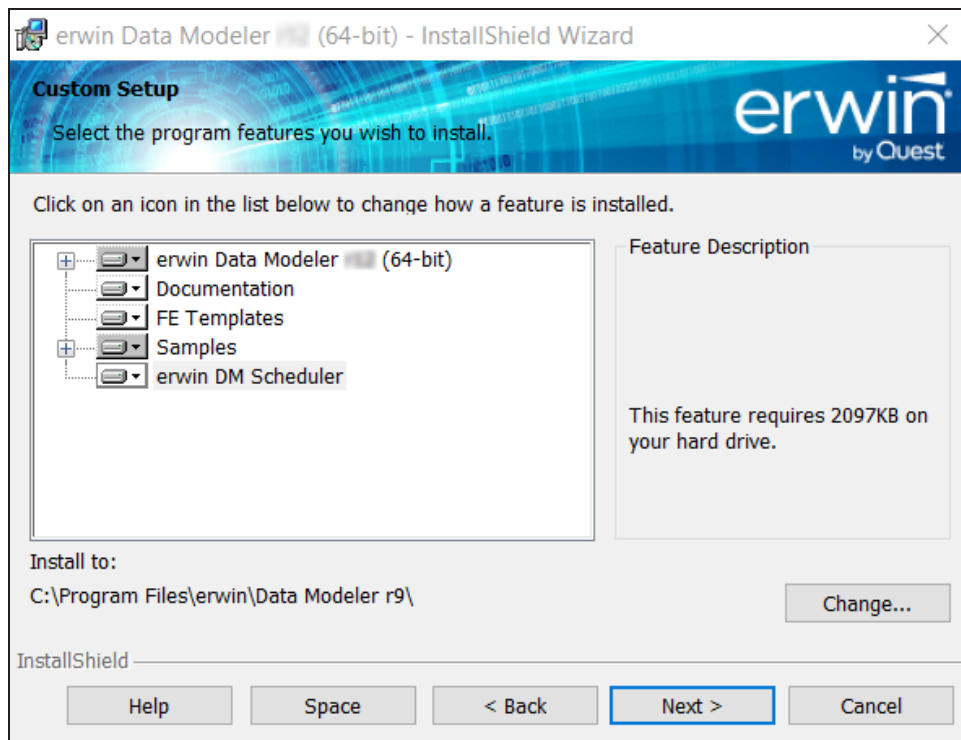 erwin Data Modeler (64-bit) - InstallShield Wizard
Custom Setup
Select the program features you wish to install.
erwin
by Quest
Click on an icon in the list below to change how a feature is installed.
erwin Data Modeler (64-bit)
Documentation
FE Templates
Samples
erwin DM Scheduler
Feature Description
This feature requires 2097KB on
your hard drive.
Install to:
C:\Program Files\erwin\Data Modeler r9\
Change...
InstallShield
Help
Space
< Back
Next >
Cancel